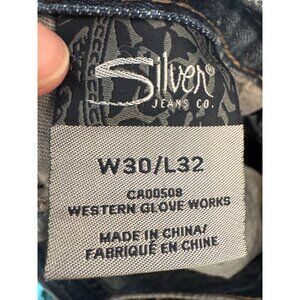 Silver®
JEANS CO.
W30/L32
CA00508
WESTERN GLOVE WORKS
MADE IN CHINA/
FABRIQUÉ EN CHINE